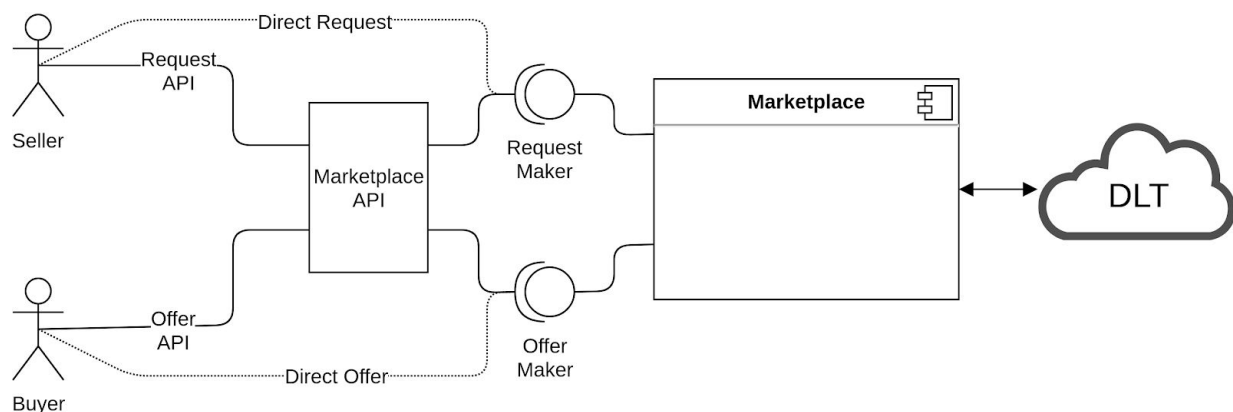 Direct Request
Request
API
Seller
Marketplace
API
Request
Maker
Marketplace
DLT
Offer
API
Direct Offer
Offer
Maker
Buyer